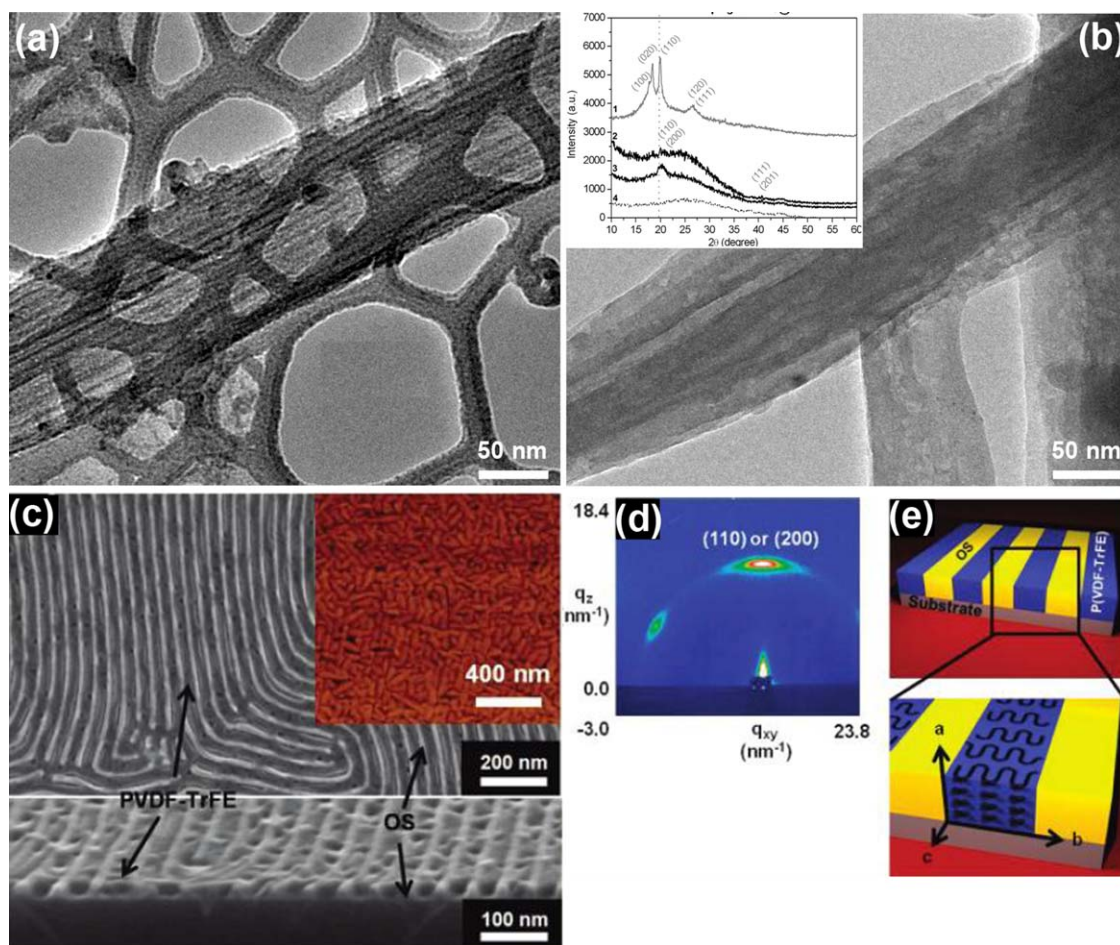 (a)
50 nm
7000
6000
5000
4000
3000
2000
1000
0
Intensity (a.u.)
(100)
(020)
(110)
(120)
(111)
1
(110)
(200)
2
3
(111)
(201)
4
10 15 20 25 30 35 40 45 50 55 60
2θ (degree)
(b)
50 nm
(c)
400 nm
200 nm
PVDF-TrFE
OS
100 nm
(d)
18.4
(110) or (200)
qz
nm-1
0.0
-3.0
qxy
(nm-1)
23.8
(e)
OS
P(VDF-TrFE)
Substrate
a
b
c